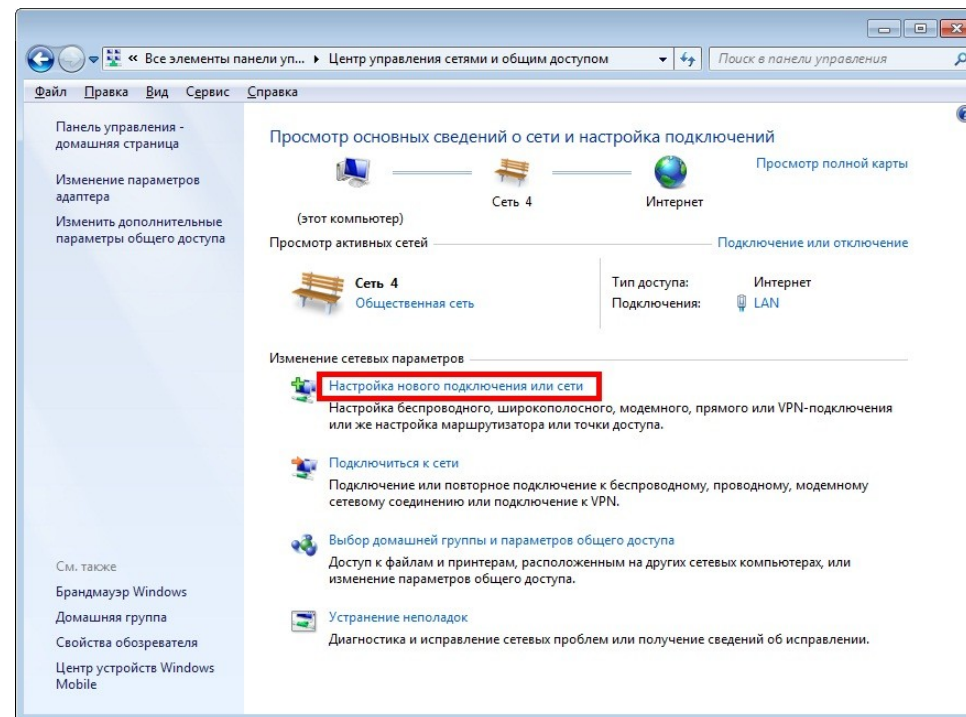 « Все элементы панели уп... Центр управления сетями и общим доступом Поиск в панели управления
Файл Правка Вид Сервис Справка
Панель управления -
домашняя страница
Изменение параметров
адаптера
Изменить дополнительные
параметры общего доступа
См. также
Брандмауэр Windows
Домашняя группа
Свойства обозревателя
Центр устройств Windows
Mobile
Просмотр основных сведений о сети и настройка подключений
Просмотр полной карты
Сеть 4 Интернет
(этот компьютер)
Просмотр активных сетей Подключение или отключение
Сеть 4
Общественная сеть
Тип доступа: Интернет
Подключения: LAN
Изменение сетевых параметров
Настройка нового подключения или сети
Настройка беспроводного, широкополосного, модемного, прямого или VPN-подключения
или же настройка маршрутизатора или точки доступа.
Подключиться к сети
Подключение или повторное подключение к беспроводному, проводному, модемному
сетевому соединению или подключение к VPN.
Выбор домашней группы и параметров общего доступа
Доступ к файлам и принтерам, расположенным на других сетевых компьютерах, или
изменение параметров общего доступа.
Устранение неполадок
Диагностика и исправление сетевых проблем или получение сведений об исправлении.